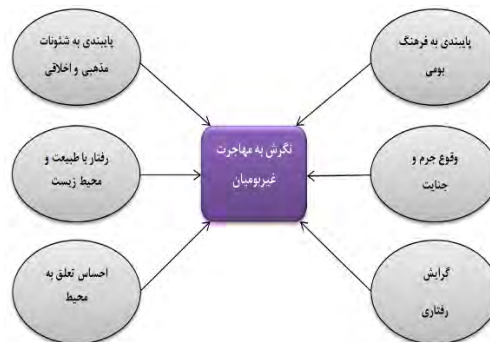 پایبندی به فرهنگ
بومی
پایبندی به شئونات
مذهبی و اخلاقی
نگرش به مهاجرت
غیربومیان
وقوع جرم و
جنایت
رفتار با طبیعت و
محیط زیست
گرایش
رفتاری
احساس تعلق به
محیط